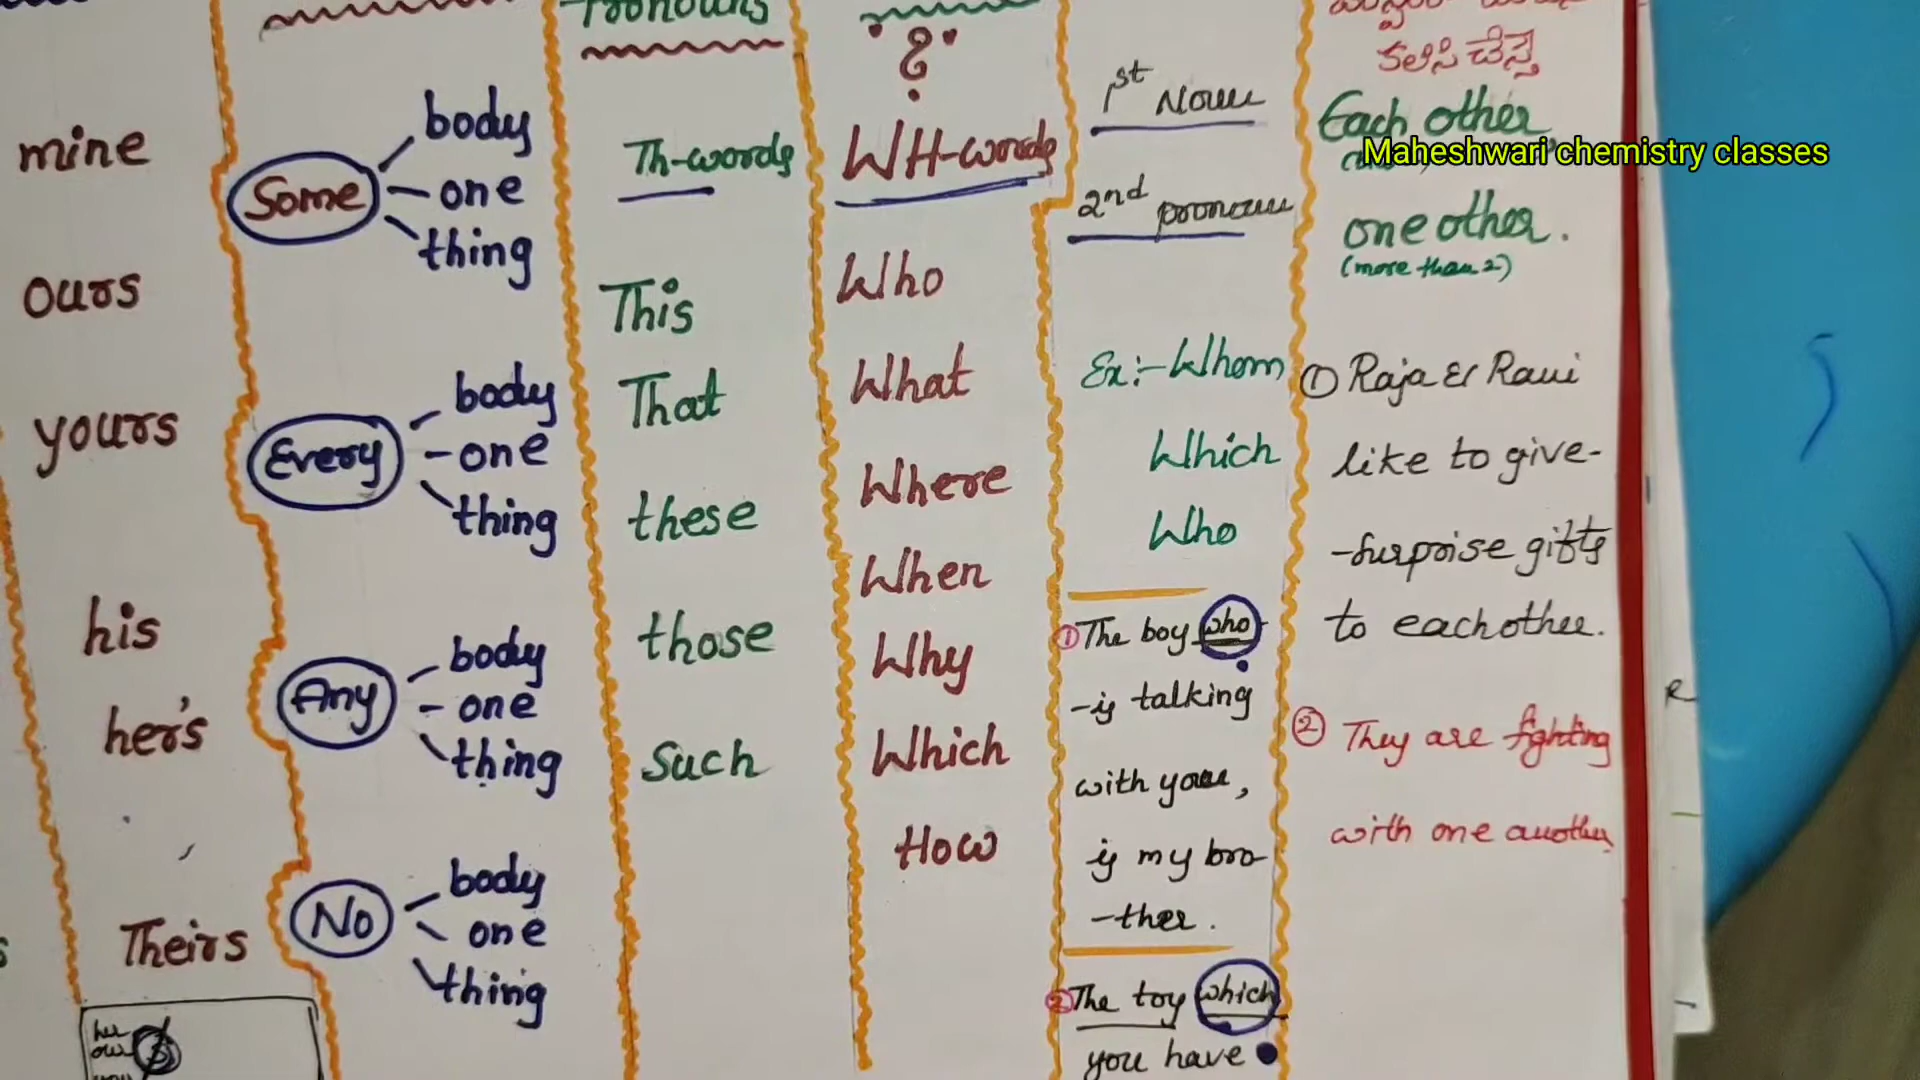 mine
ours
yours
his
her's
Theirs
Some
body
one
thing
Every
body
one
thing
Any
body
one
thing
No
body
one
thing
Pronouns
Th-words
This
That
these
those
Such
?
WH-words
Who
What
Where
When
Why
Which
How
1st Noun
2nd pronoun
Ex:- Whom
Which
Who
① The boy who
-is talking
with you,
is my bro-
-ther.
② The toy which
you have
కలిసి చేస్తే
Each other
Maheshwari chemistry classes
one other.
(more than 2)
① Raja & Ravi
like to give-
-surprise gifts
to eachother.
② They are fighting
with one another